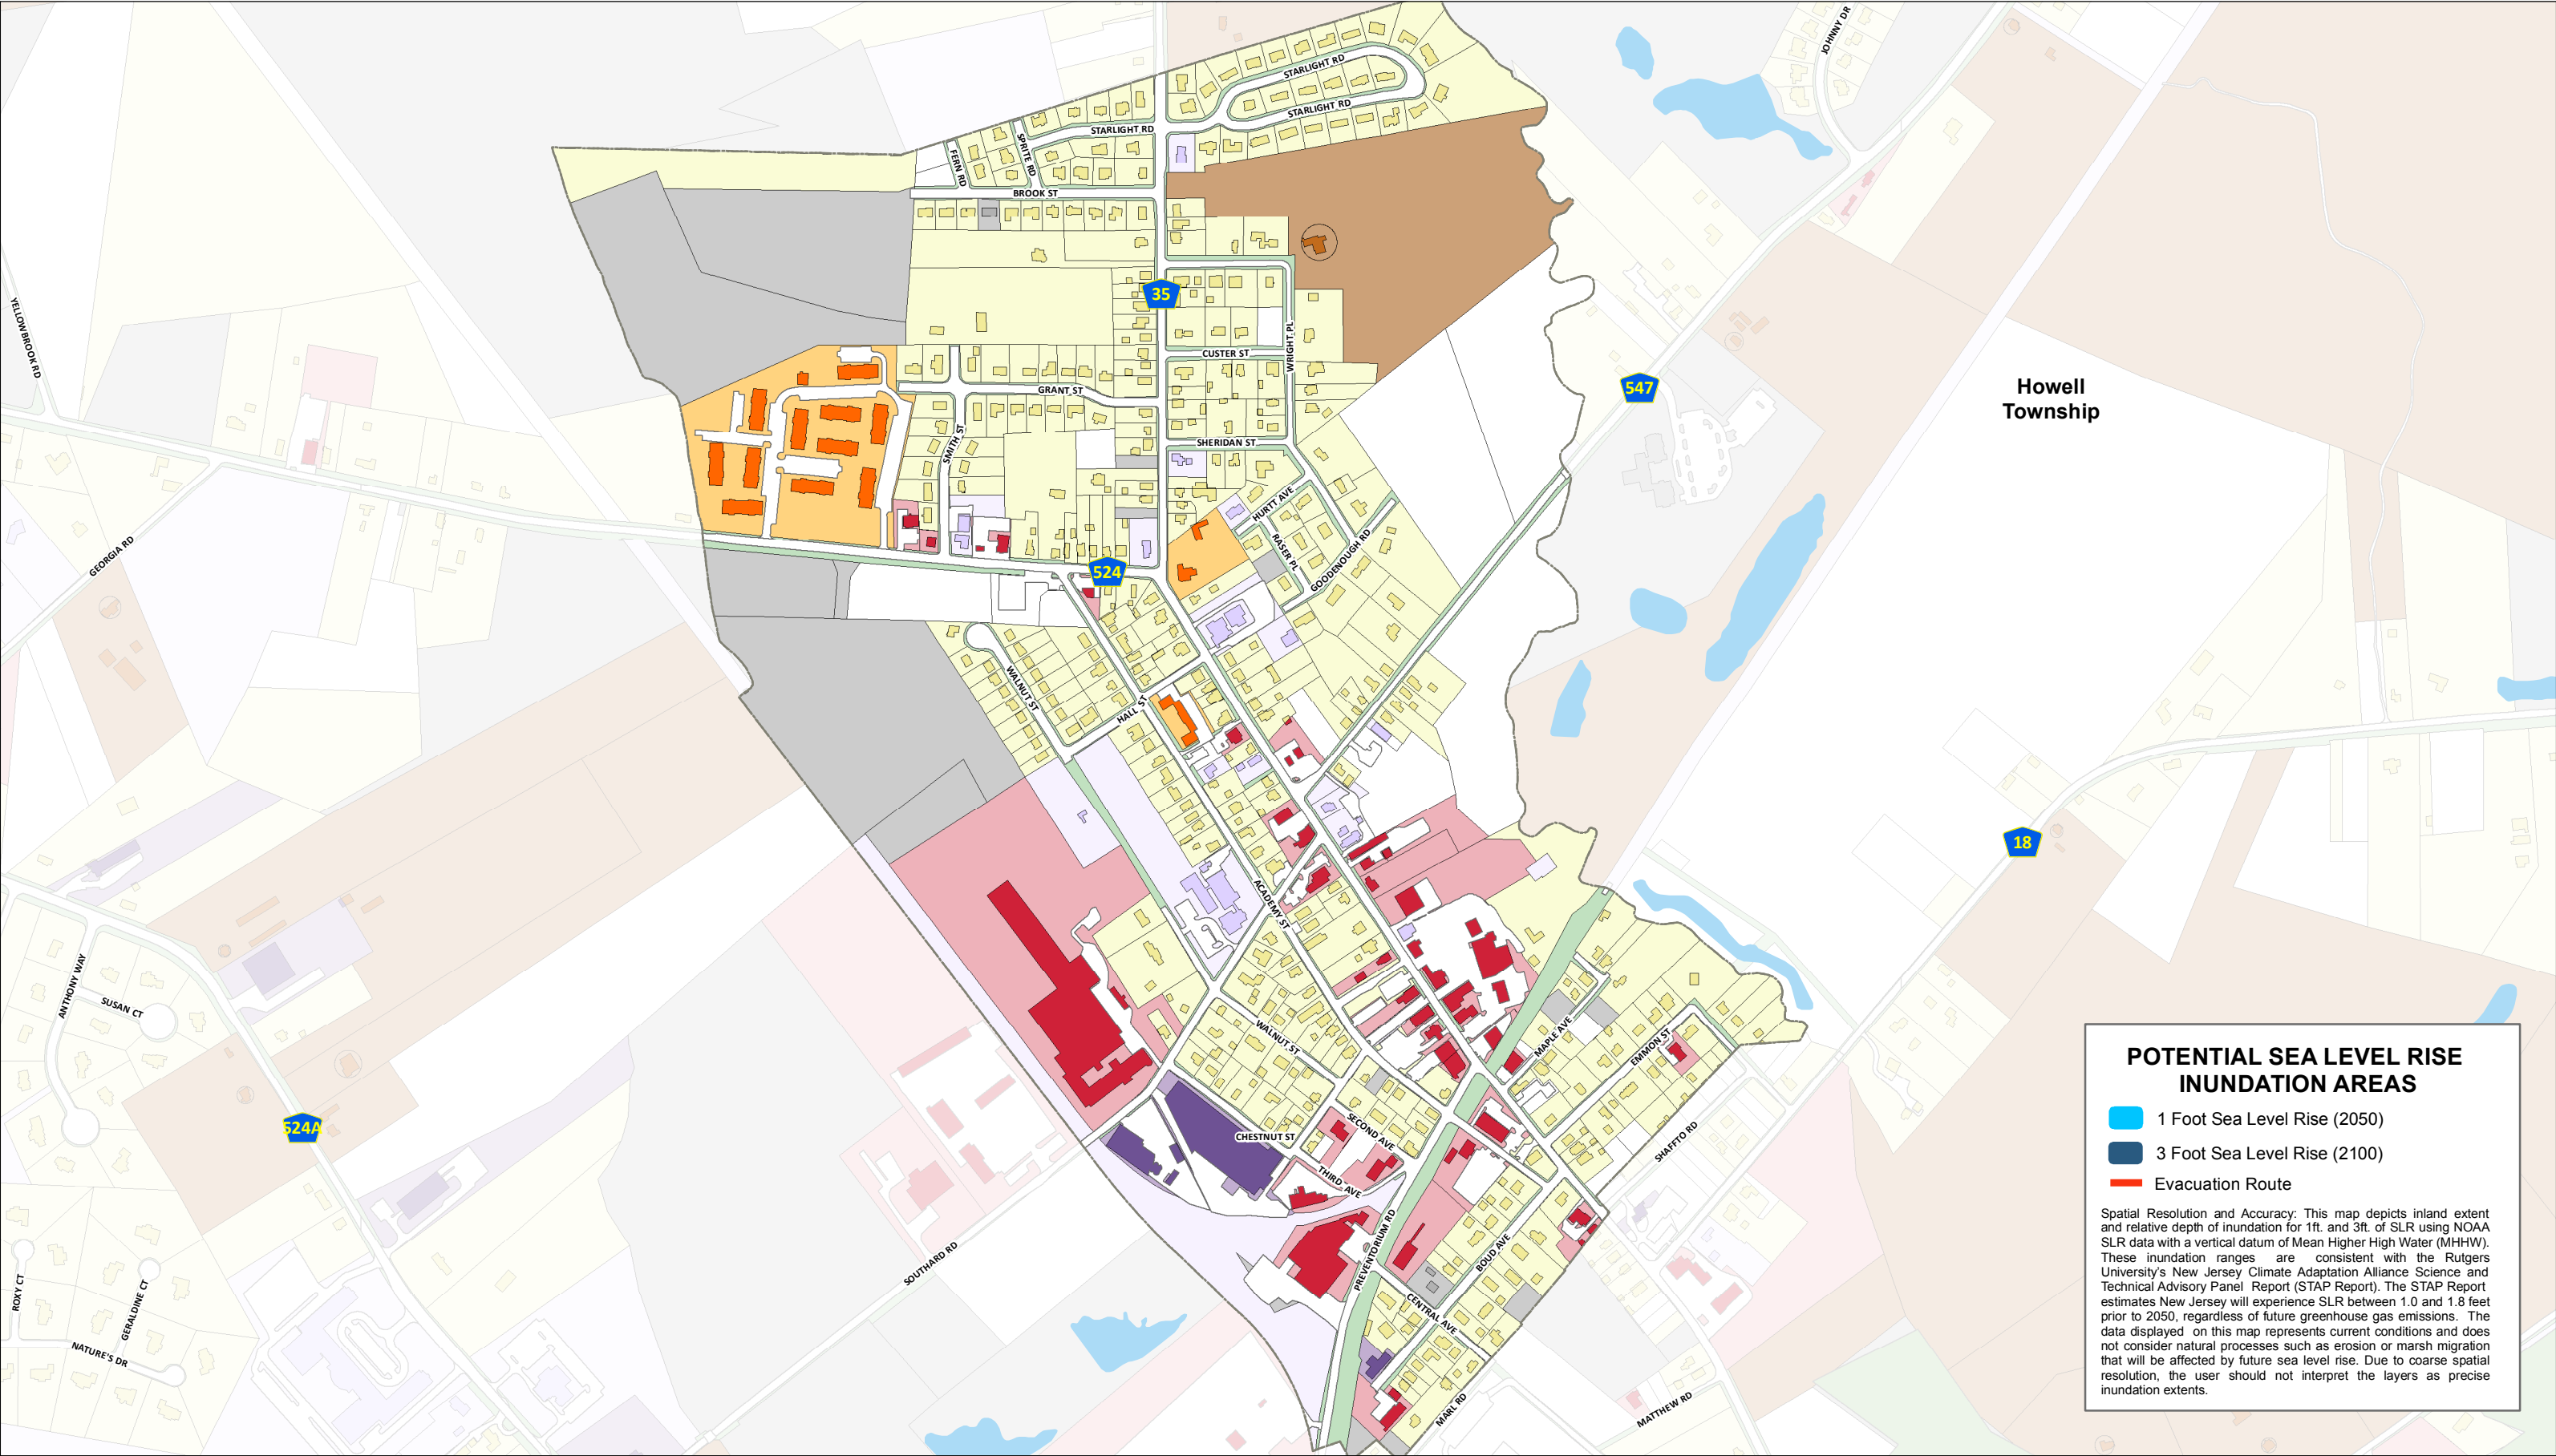 JOHNNY DR
STARLIGHT RD
STARLIGHT RD
STARLIGHT RD
SPRITE RD
FERN RD
BROOK ST
35
YELLOWBROOK RD
WRIGHT PL
CUSTER ST
GRANT ST
547
Howell
Township
SMITH ST
SHERIDAN ST
HURTT AVE
RASER PL
GOODENOUGH RD
GEORGIA RD
524
WALNUT ST
HALL ST
18
ACADEMY ST
ANTHONY WAY
SUSAN CT
WALNUT ST
MAPLE AVE
EMMON ST
524A
CHESTNUT ST
SECOND AVE
THIRD AVE
SHAFFTO RD
PREVENTORIUM RD
BOUD AVE
SOUTHARD RD
CENTRAL AVE
ROXY CT
GERALDINE CT
NATURE'S DR
MARL RD
MATTHEW RD
POTENTIAL SEA LEVEL RISE
INUNDATION AREAS
1 Foot Sea Level Rise (2050)
3 Foot Sea Level Rise (2100)
Evacuation Route
Spatial Resolution and Accuracy: This map depicts inland extent
and relative depth of inundation for 1ft. and 3ft. of SLR using NOAA
SLR data with a vertical datum of Mean Higher High Water (MHHW).
These inundation ranges are consistent with the Rutgers
University's New Jersey Climate Adaptation Alliance Science and
Technical Advisory Panel Report (STAP Report). The STAP Report
estimates New Jersey will experience SLR between 1.0 and 1.8 feet
prior to 2050, regardless of future greenhouse gas emissions. The
data displayed on this map represents current conditions and does
not consider natural processes such as erosion or marsh migration
that will be affected by future sea level rise. Due to coarse spatial
resolution, the user should not interpret the layers as precise
inundation extents.